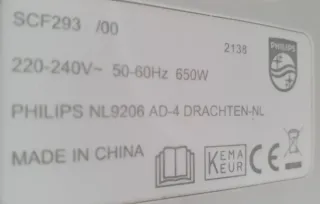 SCF293 /00
2138
PHILIPS
220-240V~ 50-60Hz 650W
PHILIPS NL9206 AD-4 DRACHTEN-NL
MADE IN CHINA
KEMA
KEUR
CE